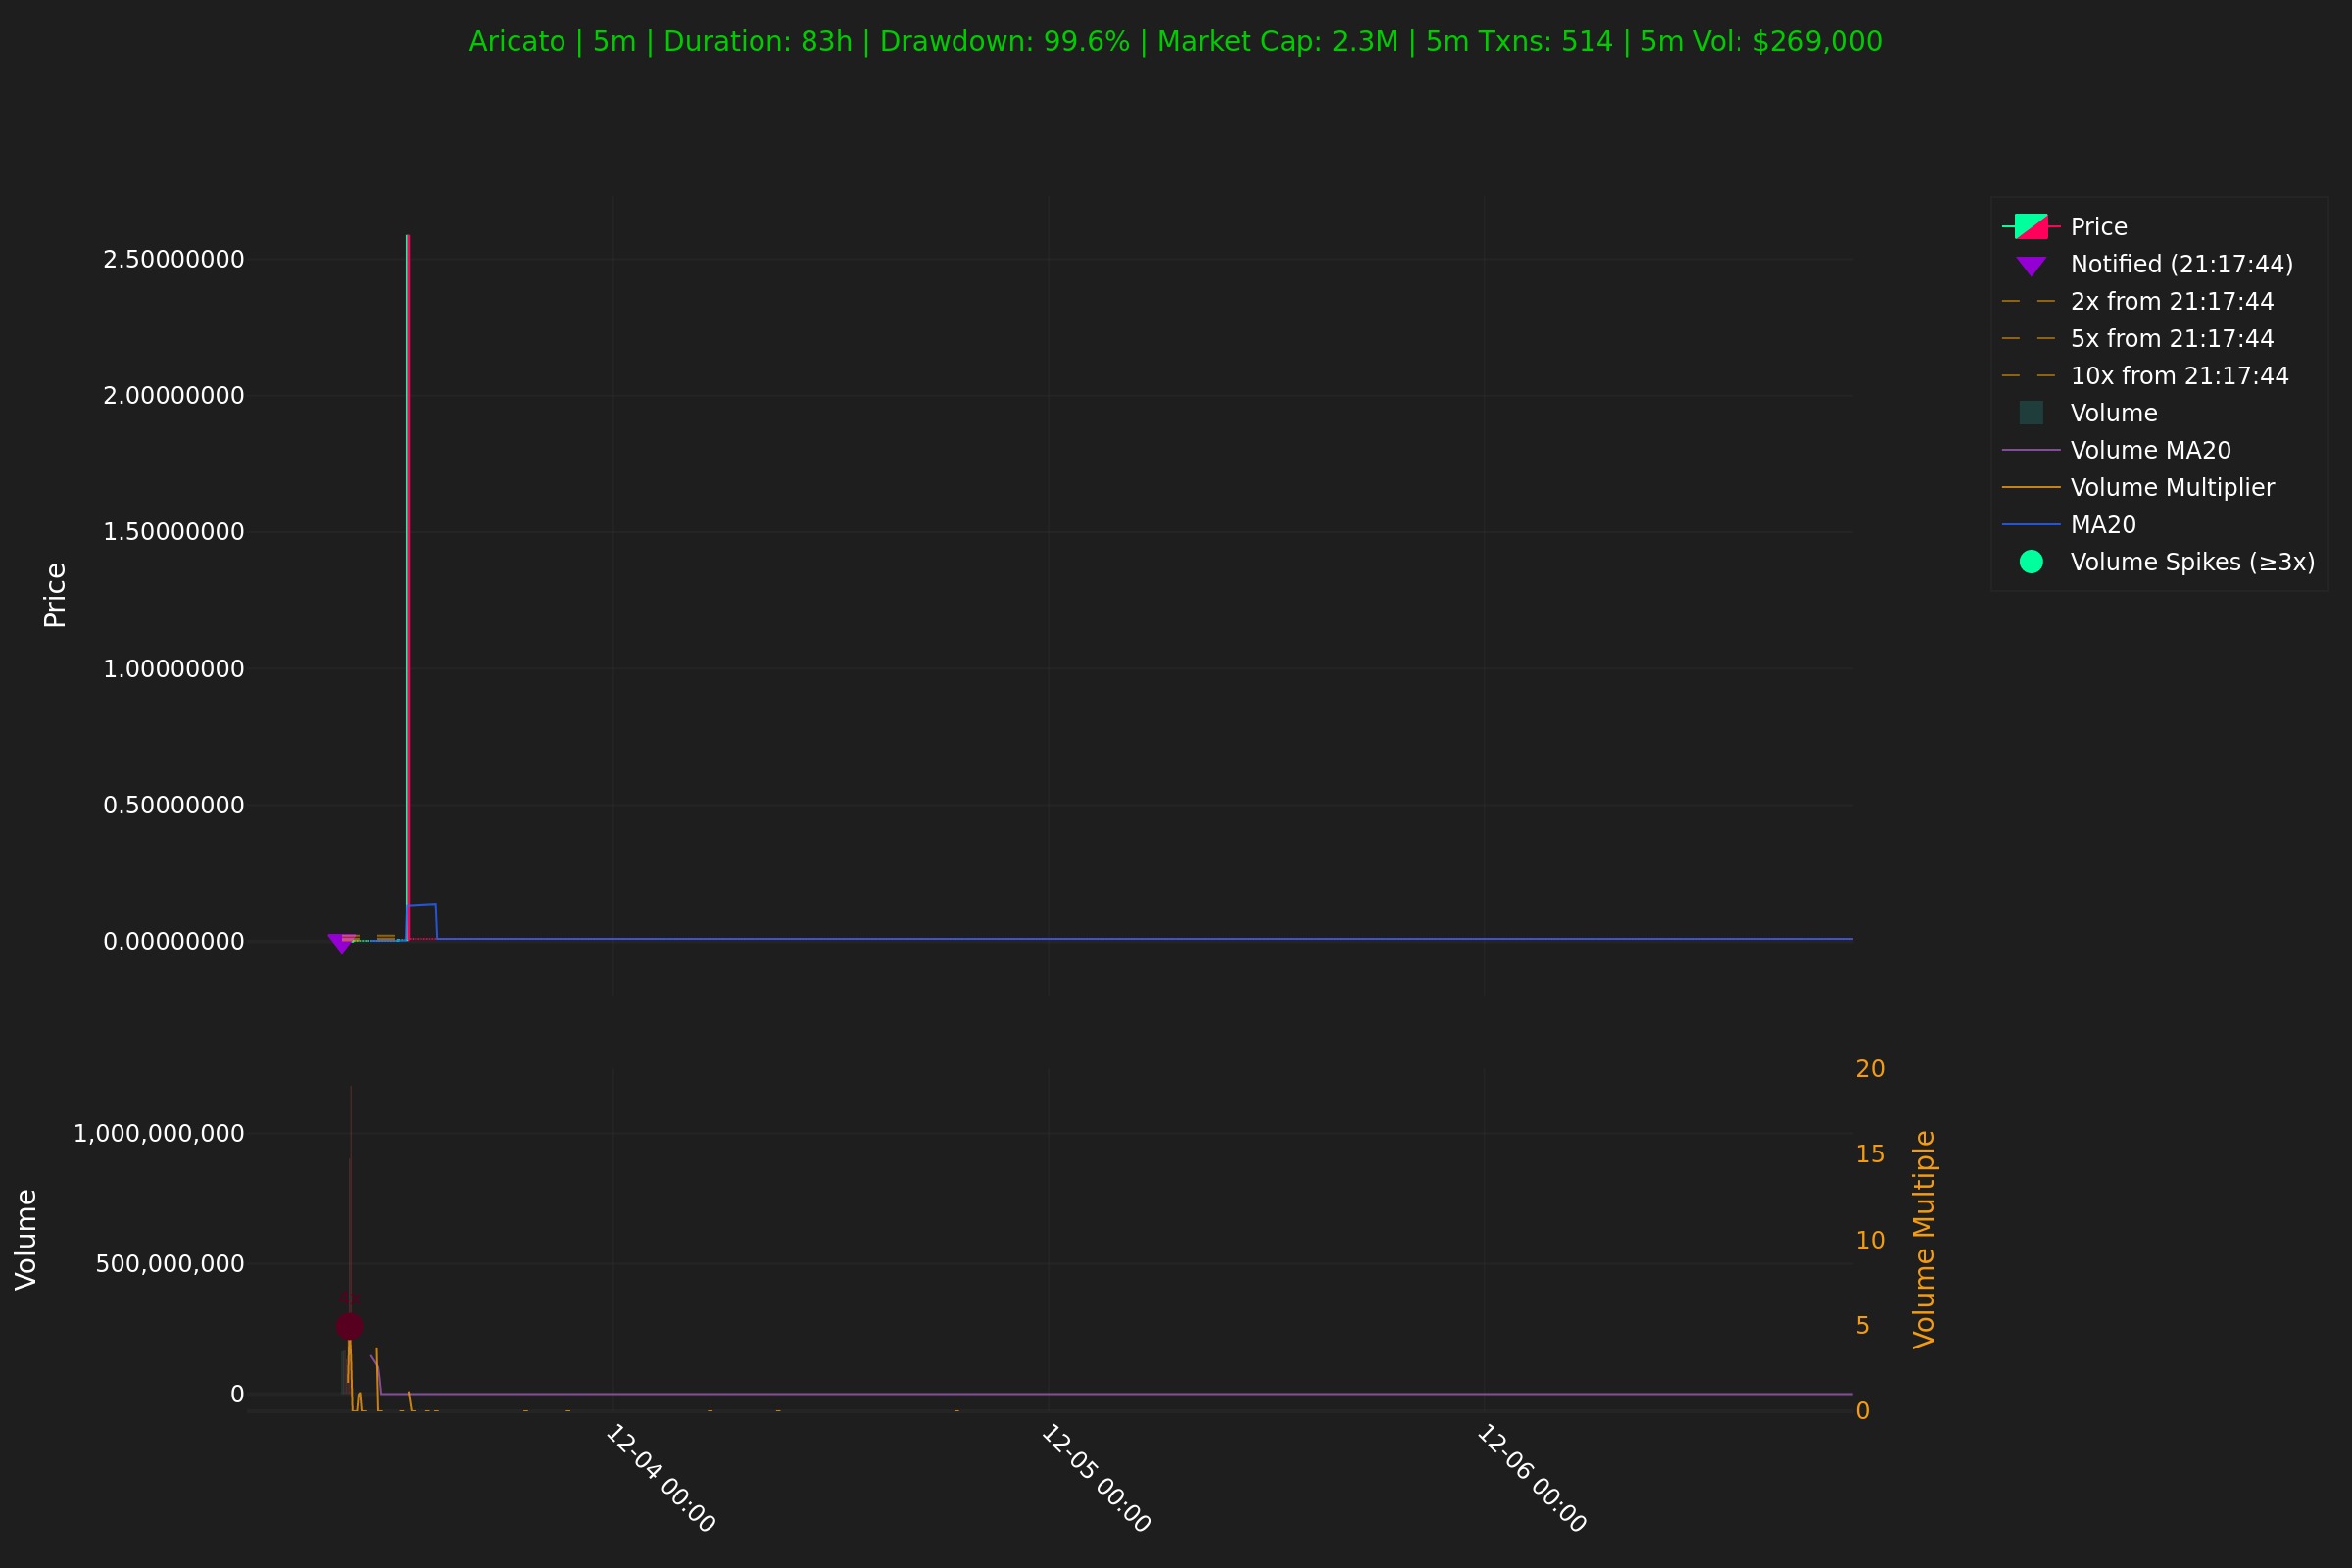 Aricato | 5m | Duration: 83h | Drawdown: 99.6% | Market Cap: 2.3M | 5m Txns: 514 | 5m Vol: $269,000
Price
2.50000000
2.00000000
1.50000000
1.00000000
0.50000000
0.00000000
Price
Notified (21:17:44)
2x from 21:17:44
5x from 21:17:44
10x from 21:17:44
Volume
Volume MA20
Volume Multiplier
MA20
Volume Spikes (≥3x)
Volume
1,000,000,000
500,000,000
0
20
15
10
5
0
Volume Multiple
12-04 00:00
12-05 00:00
12-06 00:00